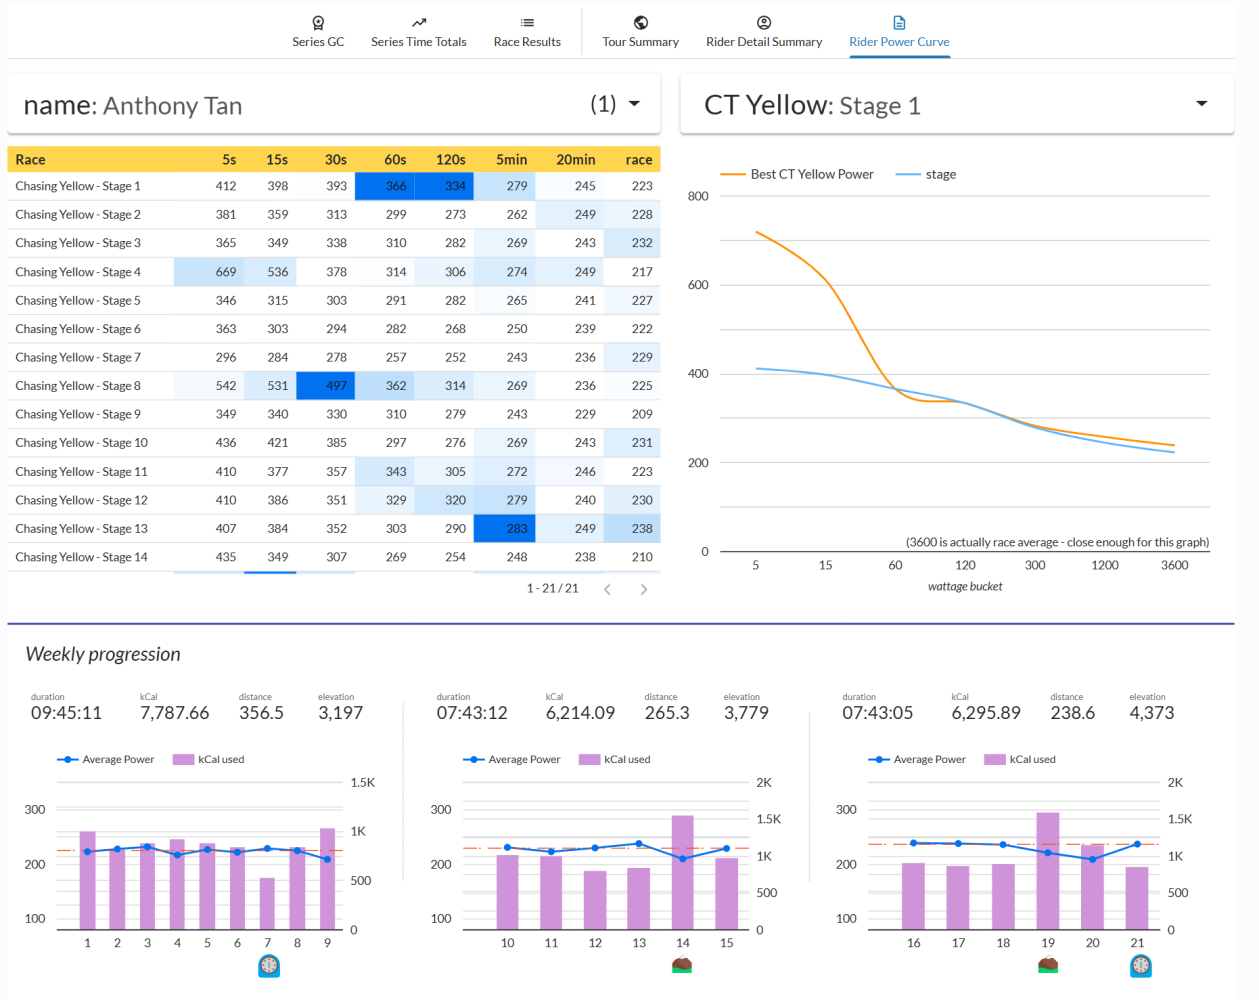 Series GC Series Time Totals Race Results Tour Summary Rider Detail Summary Rider Power Curve
name: Anthony Tan (1)
CT Yellow: Stage 1
Race 5s 15s 30s 60s 120s 5min 20min race
Chasing Yellow - Stage 1 412 398 393 366 334 279 245 223
Chasing Yellow - Stage 2 381 359 313 299 273 262 249 228
Chasing Yellow - Stage 3 365 349 338 310 282 269 243 232
Chasing Yellow - Stage 4 669 536 378 314 306 274 249 217
Chasing Yellow - Stage 5 346 315 303 291 282 265 241 227
Chasing Yellow - Stage 6 363 303 294 282 268 250 239 222
Chasing Yellow - Stage 7 296 284 278 257 252 243 236 229
Chasing Yellow - Stage 8 542 531 497 362 314 269 236 225
Chasing Yellow - Stage 9 349 340 330 310 279 243 229 209
Chasing Yellow - Stage 10 436 421 385 297 276 269 243 231
Chasing Yellow - Stage 11 410 377 357 343 305 272 246 223
Chasing Yellow - Stage 12 410 386 351 329 320 279 240 230
Chasing Yellow - Stage 13 407 384 352 303 290 283 249 238
Chasing Yellow - Stage 14 435 349 307 269 254 248 238 210
1 - 21 / 21
Best CT Yellow Power stage
800
600
400
200
0
(3600 is actually race average - close enough for this graph)
5 15 60 120 300 1200 3600
wattage bucket
Weekly progression
duration kCal distance elevation
09:45:11 7,787.66 356.5 3,197
Average Power kCal used
1.5K
300
1K
200
500
100
0
1 2 3 4 5 6 7 8 9
duration kCal distance elevation
07:43:12 6,214.09 265.3 3,779
Average Power kCal used
2K
300
1.5K
200
1K
500
100
0
10 11 12 13 14 15
duration kCal distance elevation
07:43:05 6,295.89 238.6 4,373
Average Power kCal used
2K
300
1.5K
200
1K
500
100
0
16 17 18 19 20 21